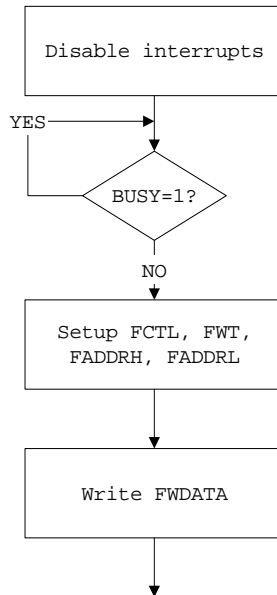 Disable interrupts
YES
BUSY=1?
NO
Setup FCTL, FWT,
FADDRH, FADDRL
Write FWDATA